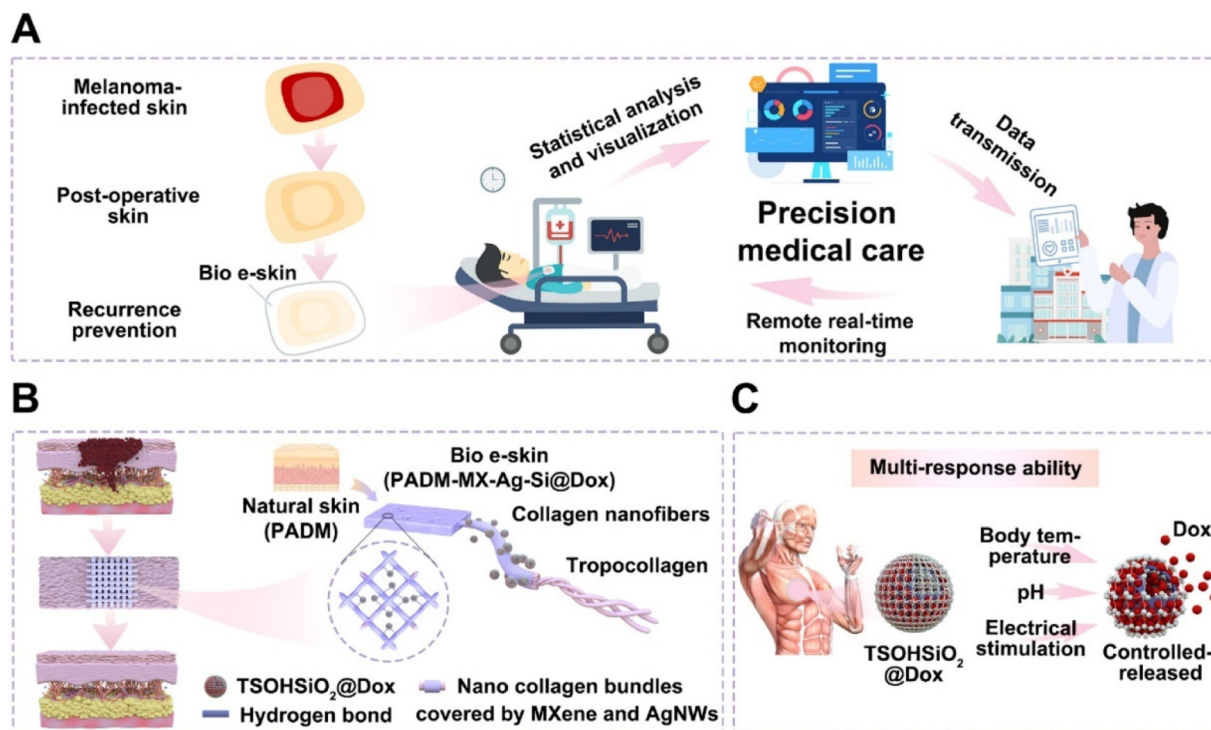 A
Melanoma-
infected skin
Post-operative
skin
Bio e-skin
Recurrence
prevention
Statistical analysis
and visualization
Precision
medical care
Data
transmission
Remote real-time
monitoring
B
Natural skin
(PADM)
Bio e-skin
(PADM-MX-Ag-Si@Dox)
Collagen nanofibers
Tropocollagen
TSOHSiO₂@Dox
Hydrogen bond
Nano collagen bundles
covered by MXene and AgNWs
C
Multi-response ability
TSOHSiO₂
@Dox
Body tem-
perature
pH
Electrical
stimulation
Dox
Controlled-
released